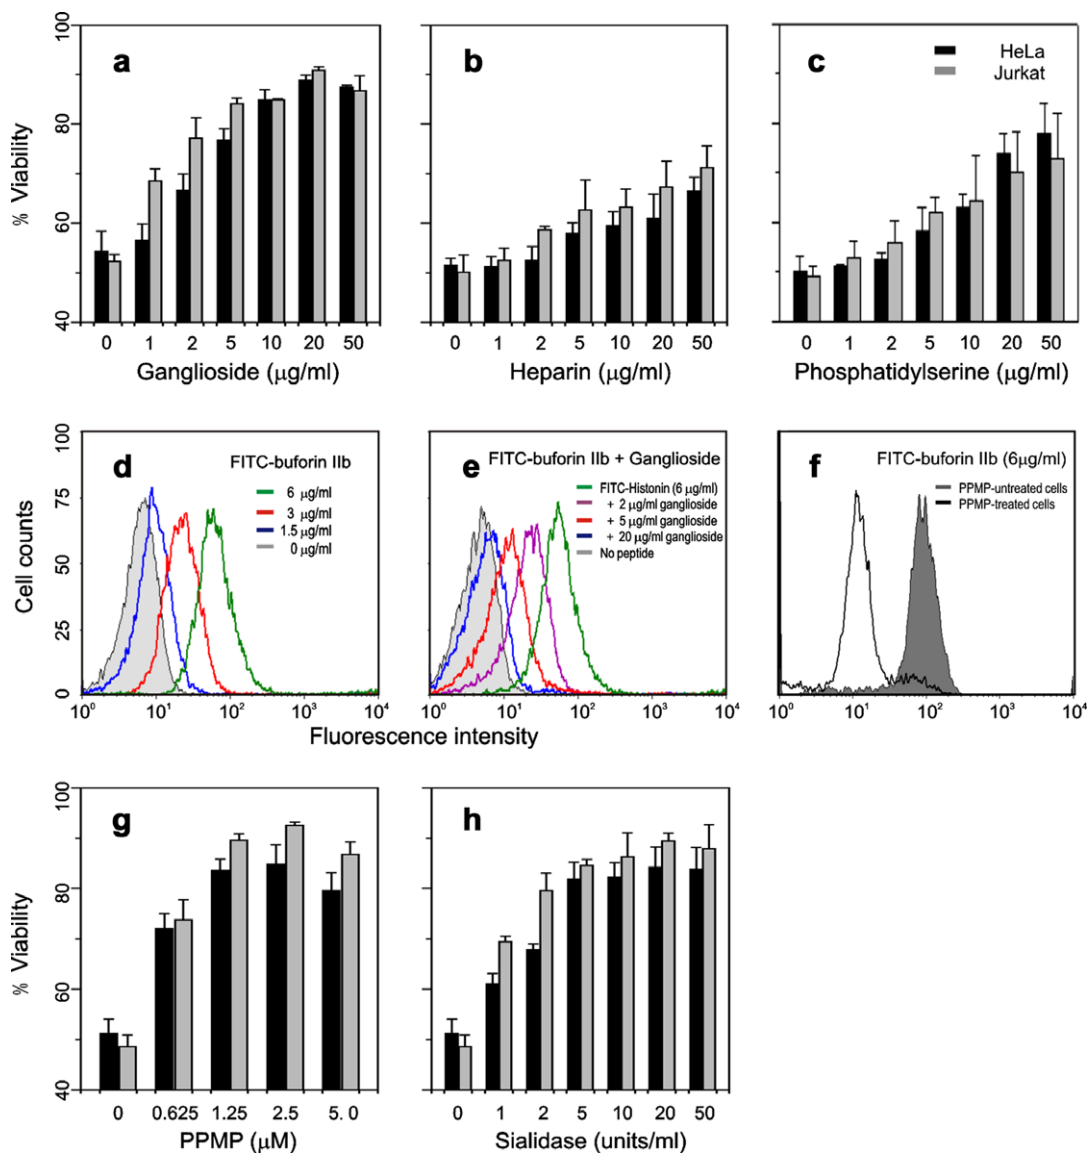 a
b
c
HeLa
Jurkat
% Viability
100
80
60
40
0 1 2 5 10 20 50
Ganglioside (μg/ml)
0 1 2 5 10 20 50
Heparin (μg/ml)
0 1 2 5 10 20 50
Phosphatidylserine (μg/ml)
d
FITC-buforin IIb
6 μg/ml
3 μg/ml
1.5 μg/ml
0 μg/ml
e
FITC-buforin IIb + Ganglioside
FITC-Histonin (6 μg/ml)
+ 2 μg/ml ganglioside
+ 5 μg/ml ganglioside
+ 20 μg/ml ganglioside
No peptide
f
FITC-buforin IIb (6μg/ml)
PPMP-untreated cells
PPMP-treated cells
Cell counts
100
75
50
25
0
10⁰ 10¹ 10² 10³ 10⁴
10⁰ 10¹ 10² 10³ 10⁴
10⁰ 10¹ 10² 10³ 10⁴
Fluorescence intensity
g
h
% Viability
100
80
60
40
0 0.625 1.25 2.5 5. 0
PPMP (μM)
0 1 2 5 10 20 50
Sialidase (units/ml)